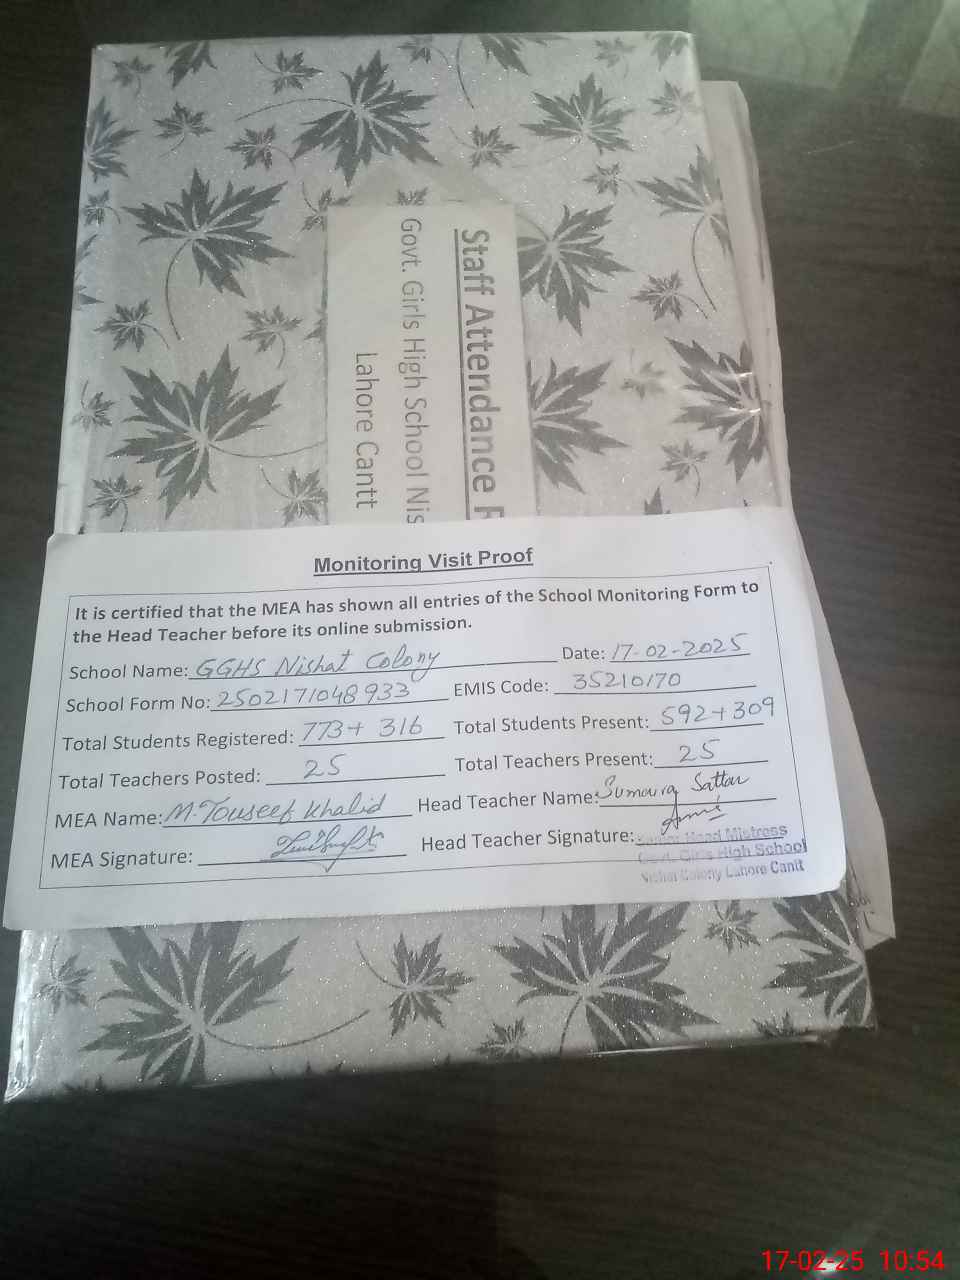 Staff Attendance
Govt. Girls High School Nis
Lahore Cantt
Monitoring Visit Proof
It is certified that the MEA has shown all entries of the School Monitoring Form to
the Head Teacher before its online submission.
School Name: GGHS Nishat Colony Date: 17-02-2025
School Form No: 2502171048933 EMIS Code: 35210170
Total Students Registered: 773+ 316 Total Students Present: 592+309
Total Teachers Posted: 25 Total Teachers Present: 25
MEA Name: M. Touseef Khalid Head Teacher Name: Sumaira Sattar
MEA Signature: Head Teacher Signature:
Senior Head Mistress
Govt. Girls High School
Nishat Colony Lahore Cantt
17-02-25 10:54